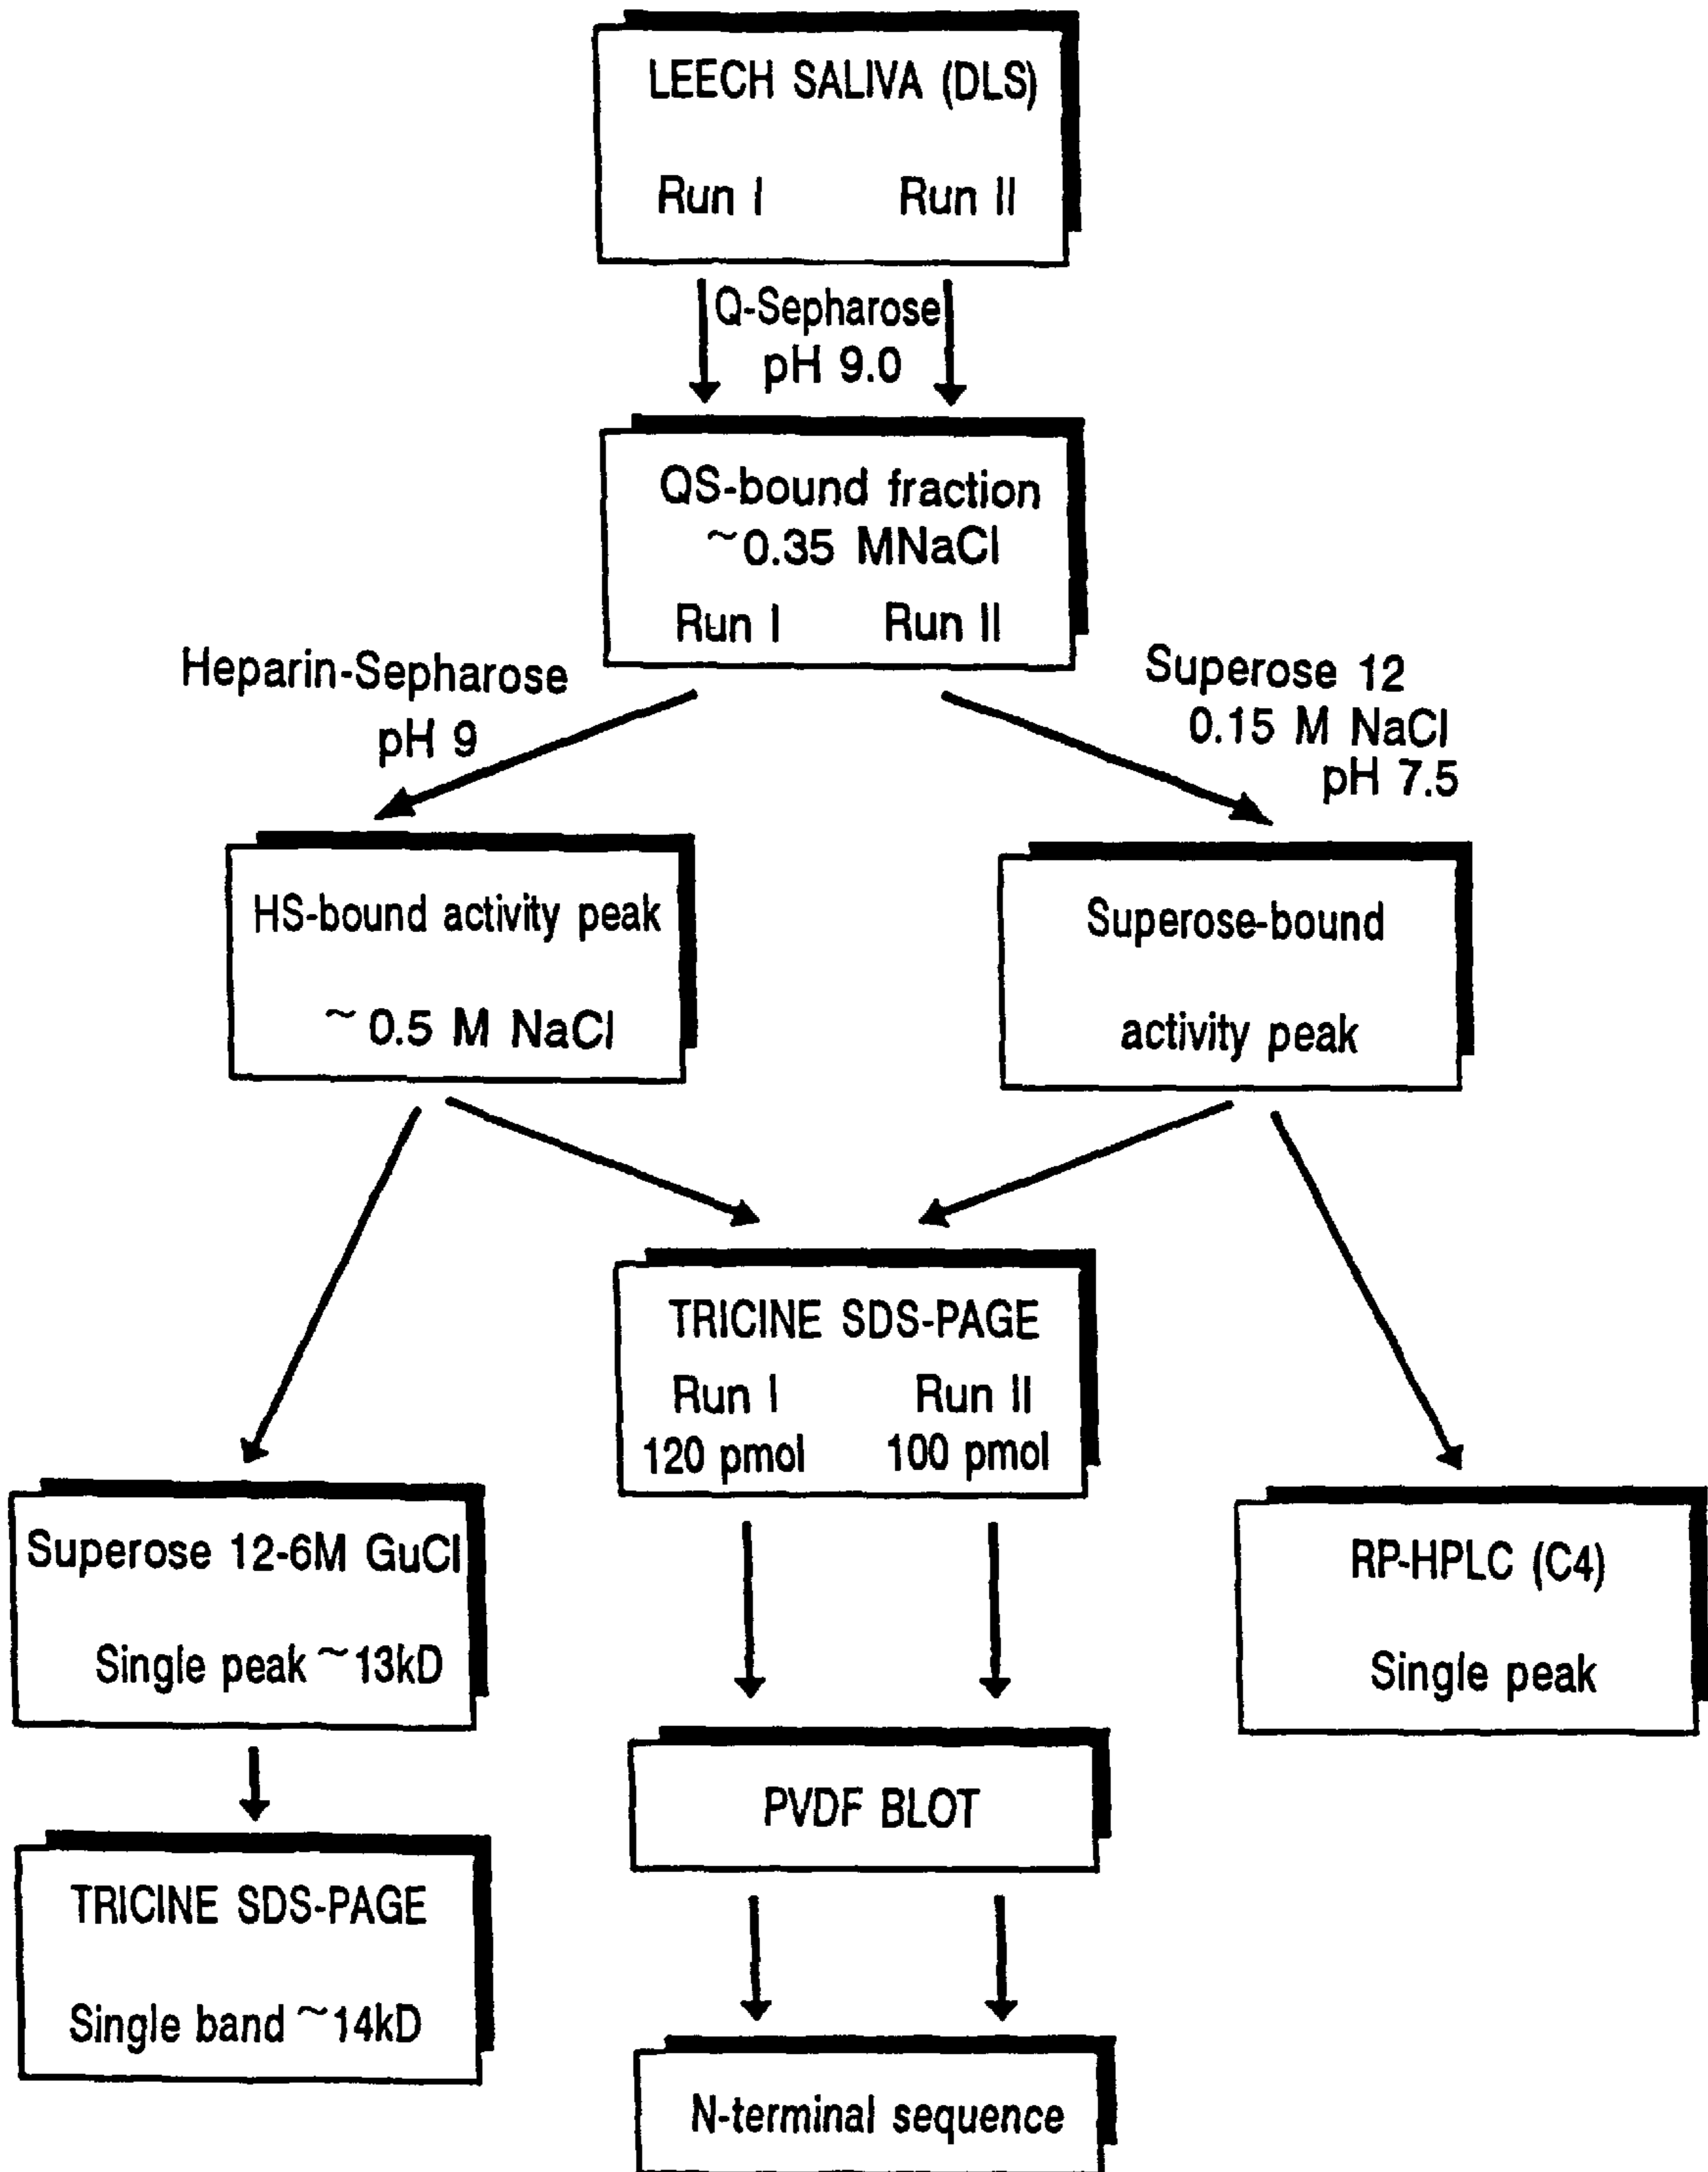 LEECH SALIVA (DLS)
Run I Run II
Q-Sepharose
pH 9.0
QS-bound fraction
~0.35 MNaCl
Run I Run II
Heparin-Sepharose
pH 9
Superose 12
0.15 M NaCl
pH 7.5
HS-bound activity peak
~ 0.5 M NaCl
Superose-bound
activity peak
TRICINE SDS-PAGE
Run I Run II
120 pmol 100 pmol
Superose 12-6M GuCl
Single peak ~13kD
RP-HPLC (C4)
Single peak
PVDF BLOT
TRICINE SDS-PAGE
Single band ~14kD
N-terminal sequence